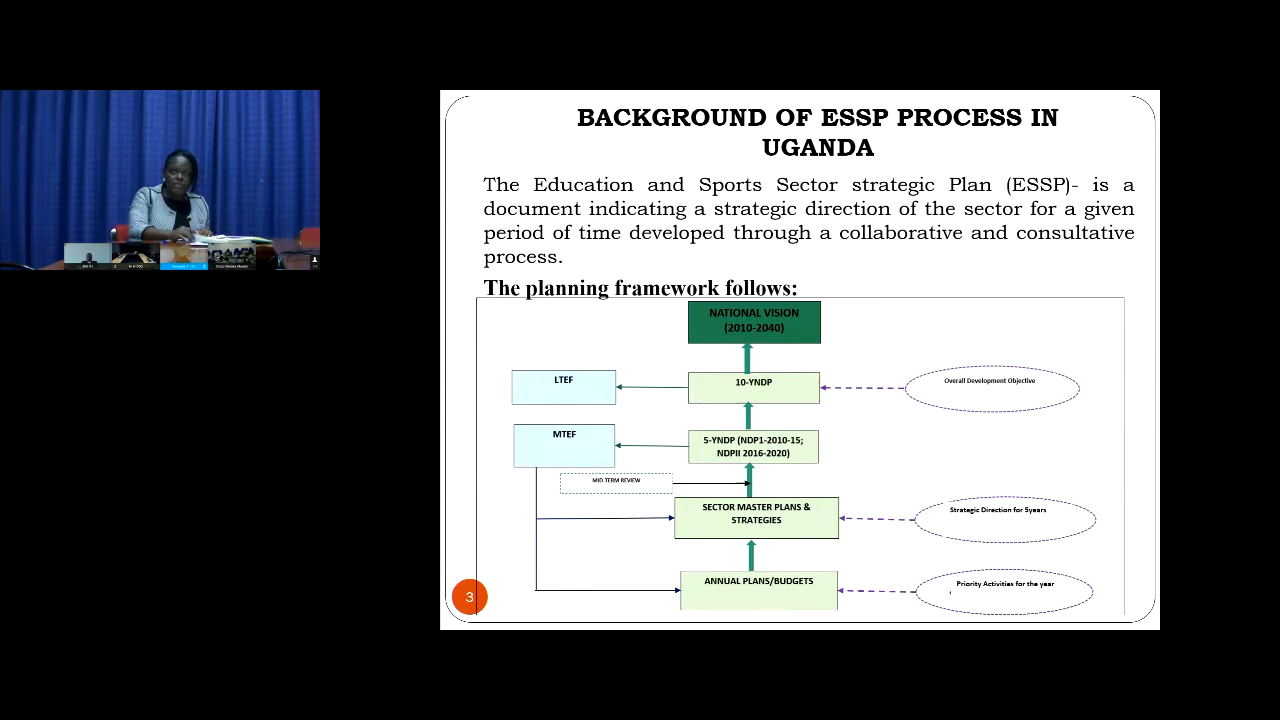 BACKGROUND OF ESSP PROCESS IN
UGANDA
The Education and Sports Sector strategic Plan (ESSP)- is a
document indicating a strategic direction of the sector for a given
period of time developed through a collaborative and consultative
process.
The planning framework follows:
NATIONAL VISION
(2010-2040)
LTEF
10-YNDP
Overall Development Objective
MTEF
5-YNDP (NDP1-2010-15;
NDPII 2016-2020)
MID-TERM REVIEW
SECTOR MASTER PLANS &
STRATEGIES
Strategic Direction for 5years
ANNUAL PLANS/BUDGETS
Priority Activities for the year
3